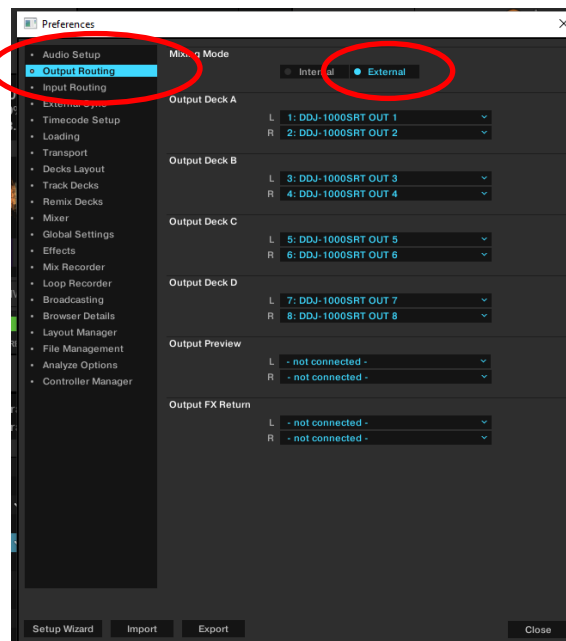 Preferences
Audio Setup
Output Routing
Input Routing
External Sync
Timecode Setup
Loading
Transport
Decks Layout
Track Decks
Remix Decks
Mixer
Global Settings
Effects
Mix Recorder
Loop Recorder
Broadcasting
Browser Details
Layout Manager
File Management
Analyze Options
Controller Manager
Mixing Mode
Internal External
Output Deck A
L 1: DDJ-1000SRT OUT 1
R 2: DDJ-1000SRT OUT 2
Output Deck B
L 3: DDJ-1000SRT OUT 3
R 4: DDJ-1000SRT OUT 4
Output Deck C
L 5: DDJ-1000SRT OUT 5
R 6: DDJ-1000SRT OUT 6
Output Deck D
L 7: DDJ-1000SRT OUT 7
R 8: DDJ-1000SRT OUT 8
Output Preview
L - not connected -
R - not connected -
Output FX Return
L - not connected -
R - not connected -
Setup Wizard Import Export Close